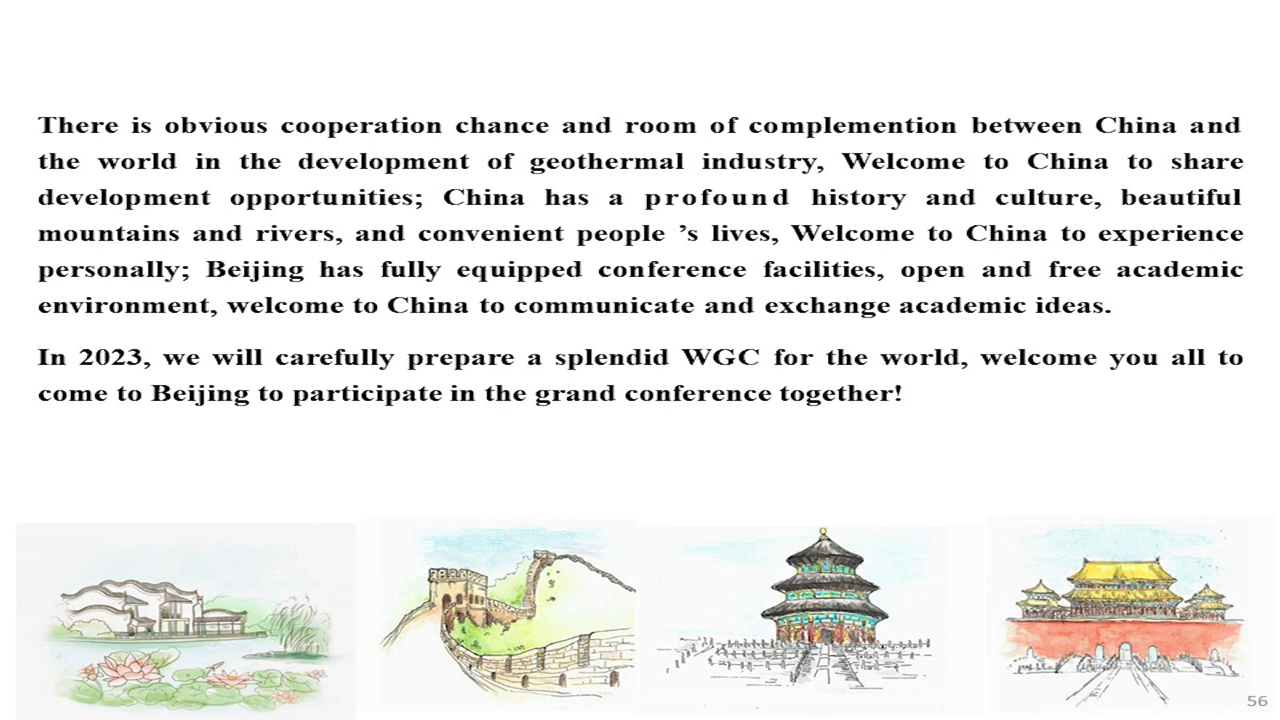 There is obvious cooperation chance and room of complemention between China and
the world in the development of geothermal industry, Welcome to China to share
development opportunities; China has a profound history and culture, beautiful
mountains and rivers, and convenient people ’s lives, Welcome to China to experience
personally; Beijing has fully equipped conference facilities, open and free academic
environment, welcome to China to communicate and exchange academic ideas.
In 2023, we will carefully prepare a splendid WGC for the world, welcome you all to
come to Beijing to participate in the grand conference together!
56